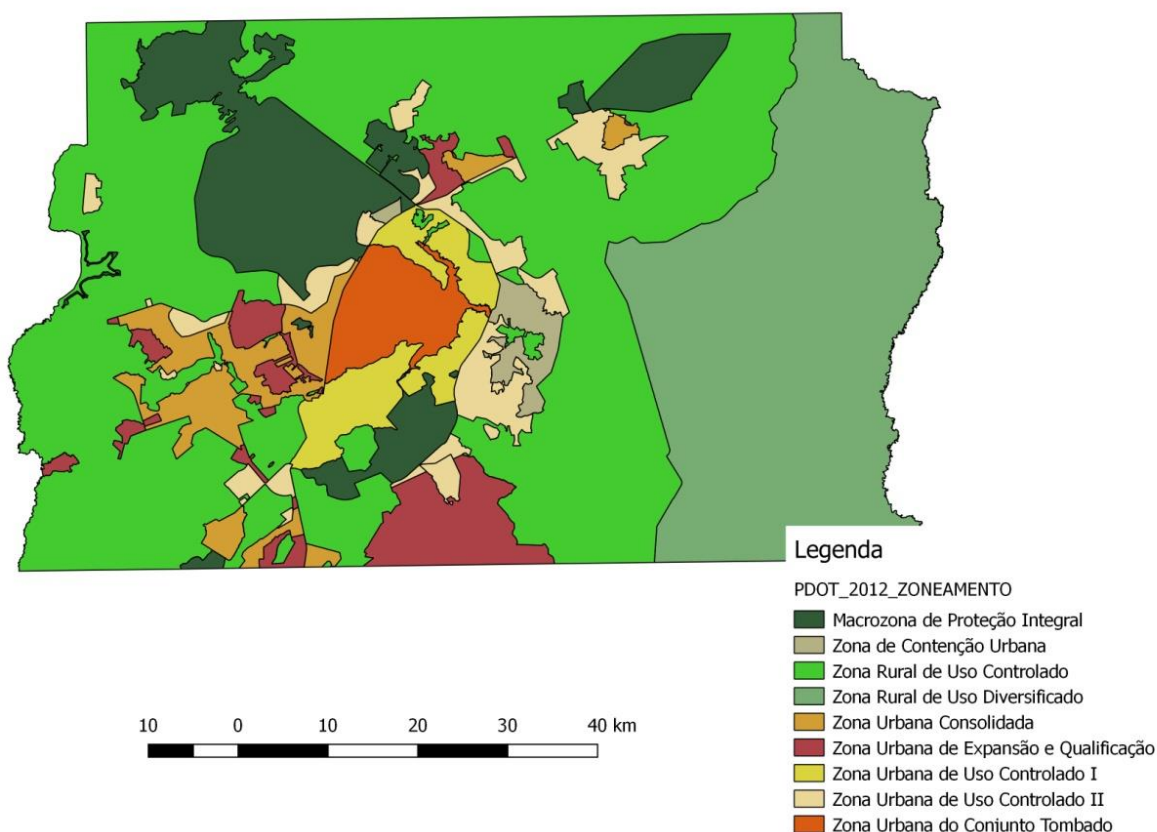 Legenda
PDOT_2012_ZONEAMENTO
Macrozona de Proteção Integral
Zona de Contenção Urbana
Zona Rural de Uso Controlado
Zona Rural de Uso Diversificado
Zona Urbana Consolidada
Zona Urbana de Expansão e Qualificação
Zona Urbana de Uso Controlado I
Zona Urbana de Uso Controlado II
Zona Urbana do Conjunto Tombado
10 0 10 20 30 40 km